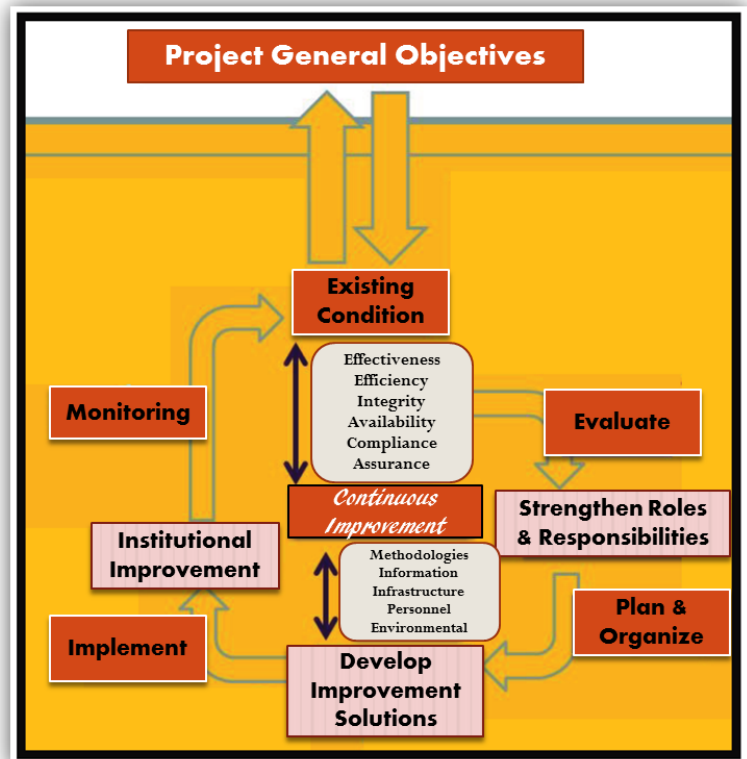 Project General Objectives
Existing
Condition
Effectiveness
Efficiency
Integrity
Availability
Compliance
Assurance
Monitoring
Evaluate
Continuous
Improvement
Strengthen Roles
& Responsibilities
Institutional
Improvement
Methodologies
Information
Infrastructure
Personnel
Environmental
Plan &
Organize
Implement
Develop
Improvement
Solutions